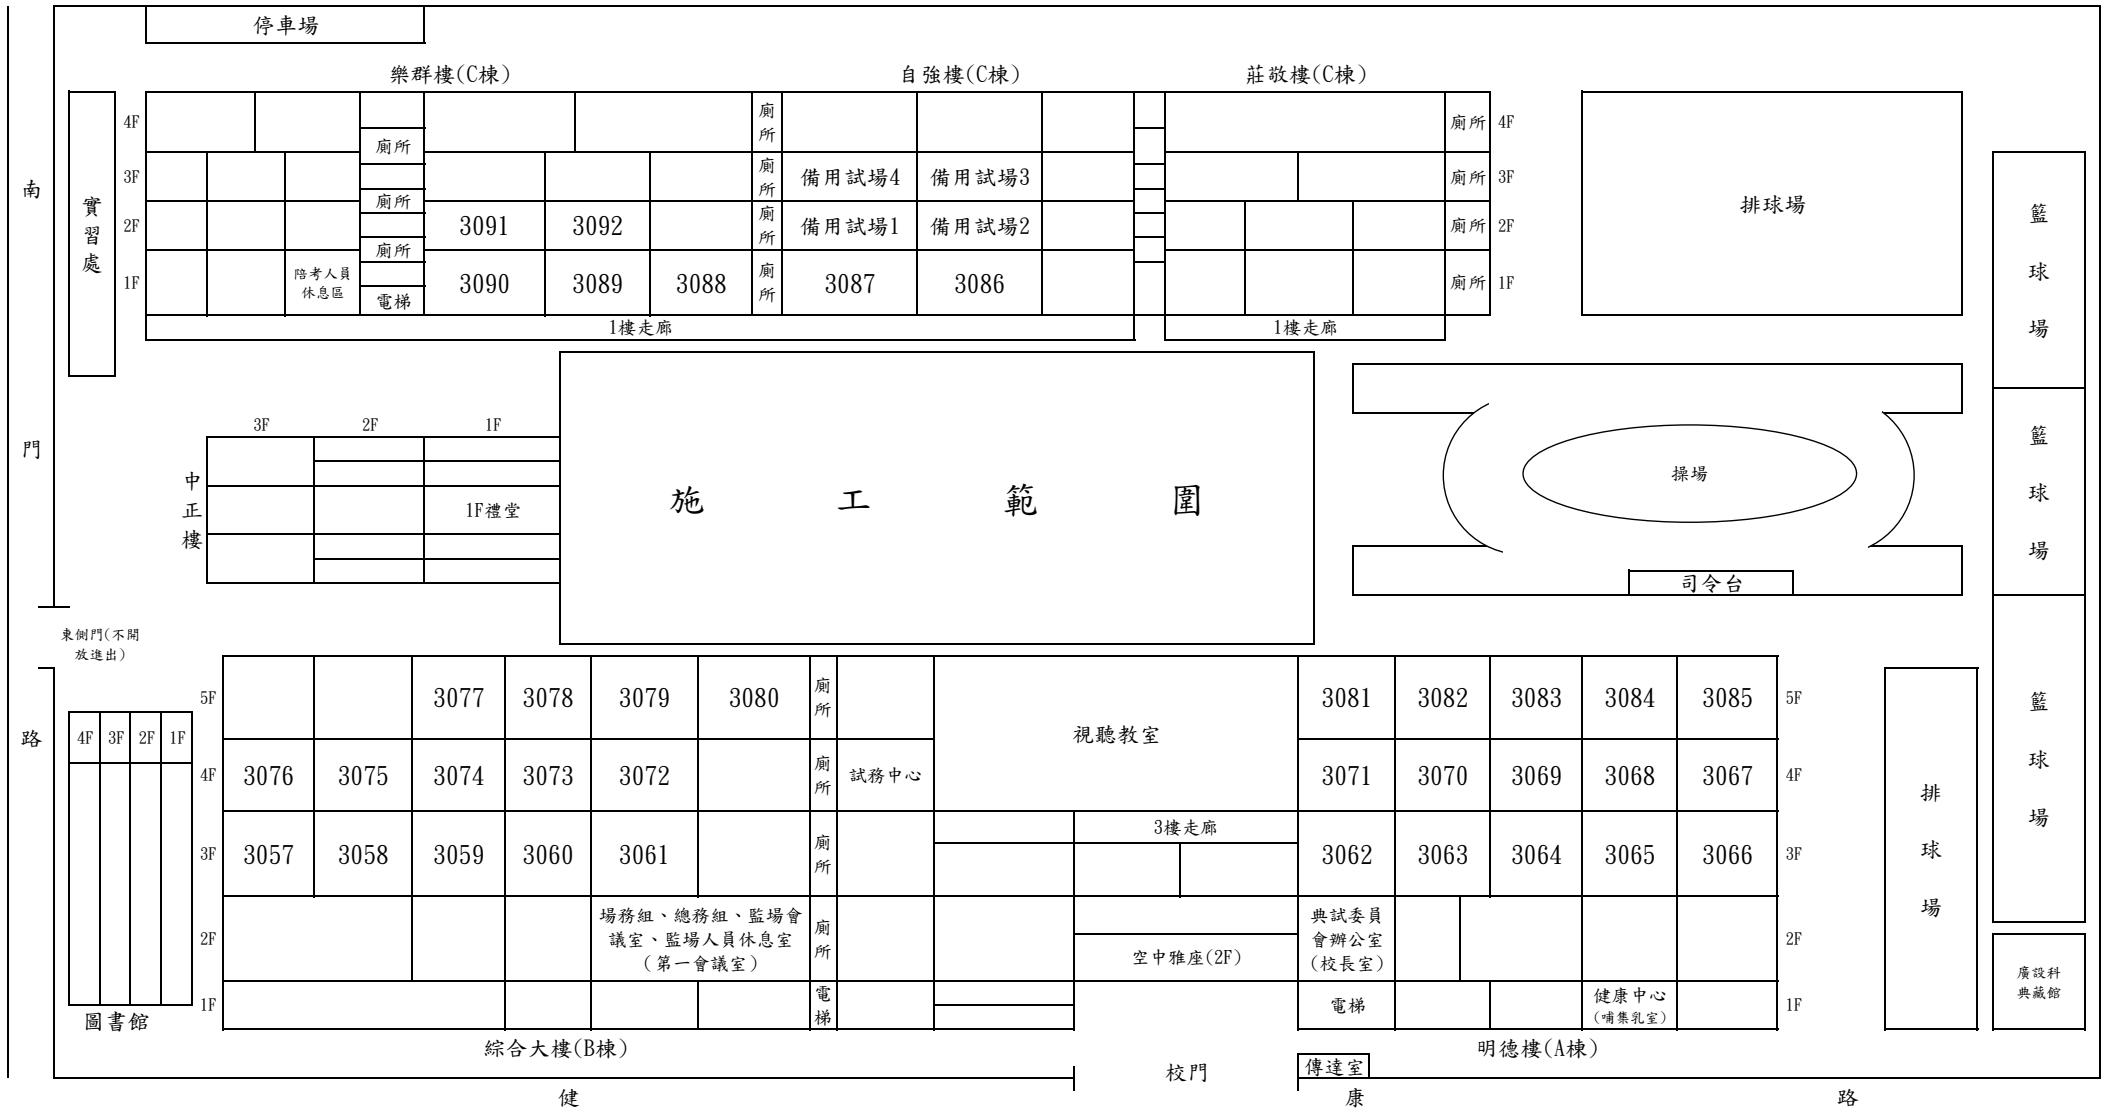 停車場
樂群樓(C棟)
自強樓(C棟)
莊敬樓(C棟)
4F
廁所
廁所
廁所
4F
3F
廁所
廁所
備用試場4
備用試場3
廁所
3F
2F
廁所
3091
3092
廁所
備用試場1
備用試場2
廁所
2F
1F
陪考人員
休息區
電梯
3090
3089
3088
廁所
3087
3086
廁所
1F
1樓走廊
1樓走廊
實習處
排球場
籃球場
籃球場
籃球場
南門路
3F
2F
1F
中正樓
1F禮堂
施工範圍
操場
司令台
東側門(不開
放進出)
5F
3077
3078
3079
3080
廁所
視聽教室
3081
3082
3083
3084
3085
5F
4F
3F
2F
1F
4F
3076
3075
3074
3073
3072
廁所
試務中心
3071
3070
3069
3068
3067
4F
3F
3057
3058
3059
3060
3061
廁所
3樓走廊
3062
3063
3064
3065
3066
3F
2F
場務組、總務組、監場會
議室、監場人員休息室
(第一會議室)
廁所
空中雅座(2F)
典試委員
會辦公室
(校長室)
2F
1F
電梯
電梯
健康中心
(哺集乳室)
1F
圖書館
排球場
廣設科
典藏館
綜合大樓(B棟)
明德樓(A棟)
校門
傳達室
健康路